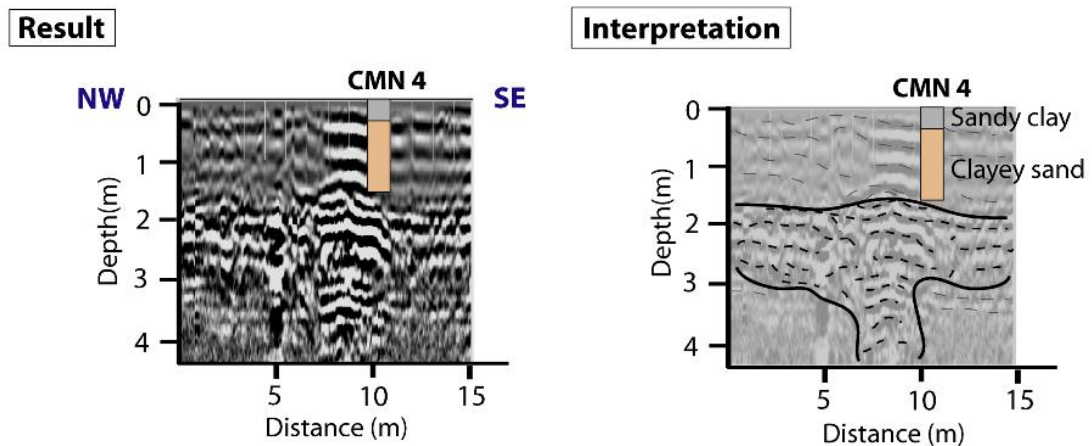 Result
Interpretation
NW
CMN 4
SE
0
1
2
3
4
Depth(m)
5
10
15
Distance (m)
CMN 4
0
Sandy clay
1
Clayey sand
2
3
4
Depth(m)
5
10
15
Distance (m)